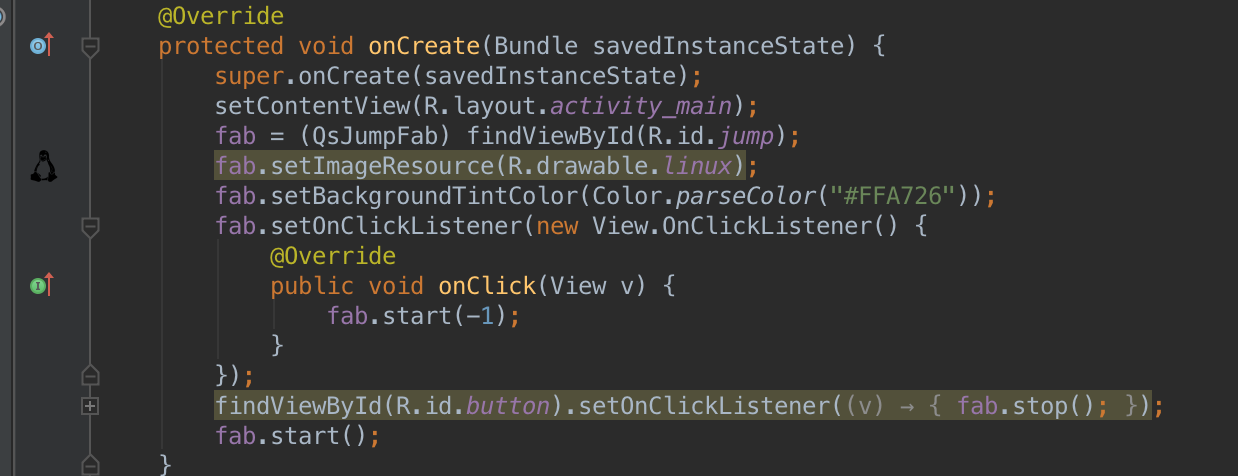 @Override
protected void onCreate(Bundle savedInstanceState) {
super.onCreate(savedInstanceState);
setContentView(R.layout.activity_main);
fab = (QsJumpFab) findViewById(R.id.jump);
fab.setImageResource(R.drawable.linux);
fab.setBackgroundTintColor(Color.parseColor("#FFA726"));
fab.setOnClickListener(new View.OnClickListener() {
@Override
public void onClick(View v) {
fab.start(-1);
}
});
findViewById(R.id.button).setOnClickListener((v) → { fab.stop(); });
fab.start();
}